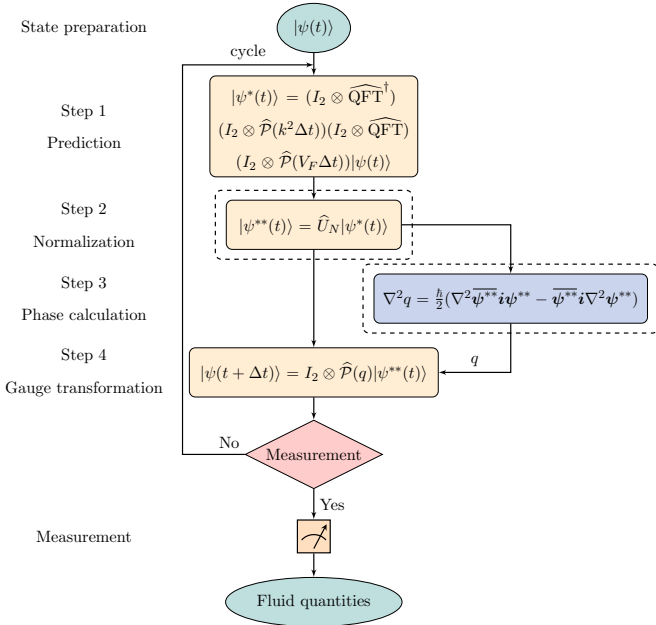 State preparation
|ψ(t)⟩
cycle
Step 1
Prediction
|ψ*(t)⟩ = (I₂ ⊗ \widehat{QFT}^†)
(I₂ ⊗ \widehat{𝒫}(k²Δt))(I₂ ⊗ \widehat{QFT})
(I₂ ⊗ \widehat{𝒫}(V_FΔt))|ψ(t)⟩
Step 2
Normalization
|ψ**(t)⟩ = \widehat{U}_N|ψ*(t)⟩
Step 3
Phase calculation
∇²q = \frac{ℏ}{2}(∇²\overline{ψ**}iψ** − \overline{ψ**}i∇²ψ**)
Step 4
Gauge transformation
|ψ(t + Δt)⟩ = I₂ ⊗ \widehat{𝒫}(q)|ψ**(t)⟩
q
No
Measurement
Yes
Measurement
Fluid quantities